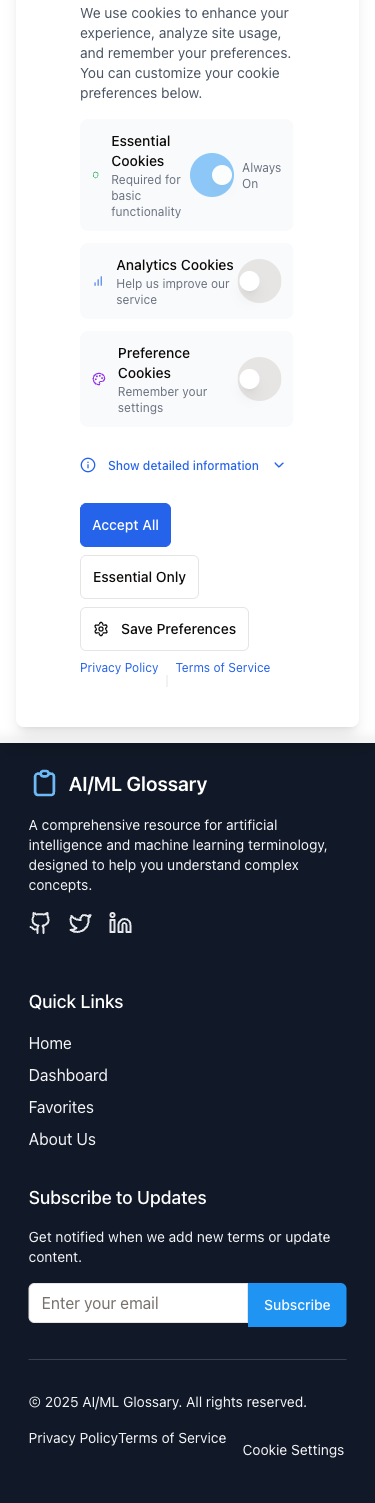 We use cookies to enhance your
experience, analyze site usage,
and remember your preferences.
You can customize your cookie
preferences below.
Essential
Cookies
Required for
basic
functionality
Always
On
Analytics Cookies
Help us improve our
service
Preference
Cookies
Remember your
settings
Show detailed information
Accept All
Essential Only
Save Preferences
Privacy Policy | Terms of Service
AI/ML Glossary
A comprehensive resource for artificial
intelligence and machine learning terminology,
designed to help you understand complex
concepts.
Quick Links
Home
Dashboard
Favorites
About Us
Subscribe to Updates
Get notified when we add new terms or update
content.
Enter your email
Subscribe
© 2025 AI/ML Glossary. All rights reserved.
Privacy PolicyTerms of Service
Cookie Settings